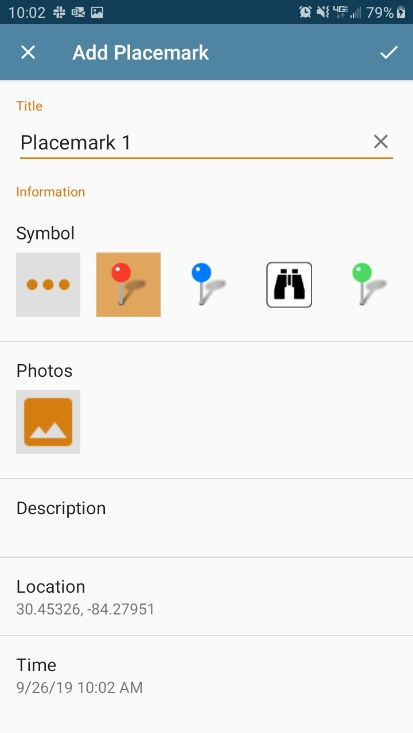 10:02 79%
Add Placemark
Title
Placemark 1
Information
Symbol
Photos
Description
Location
30.45326, -84.27951
Time
9/26/19 10:02 AM